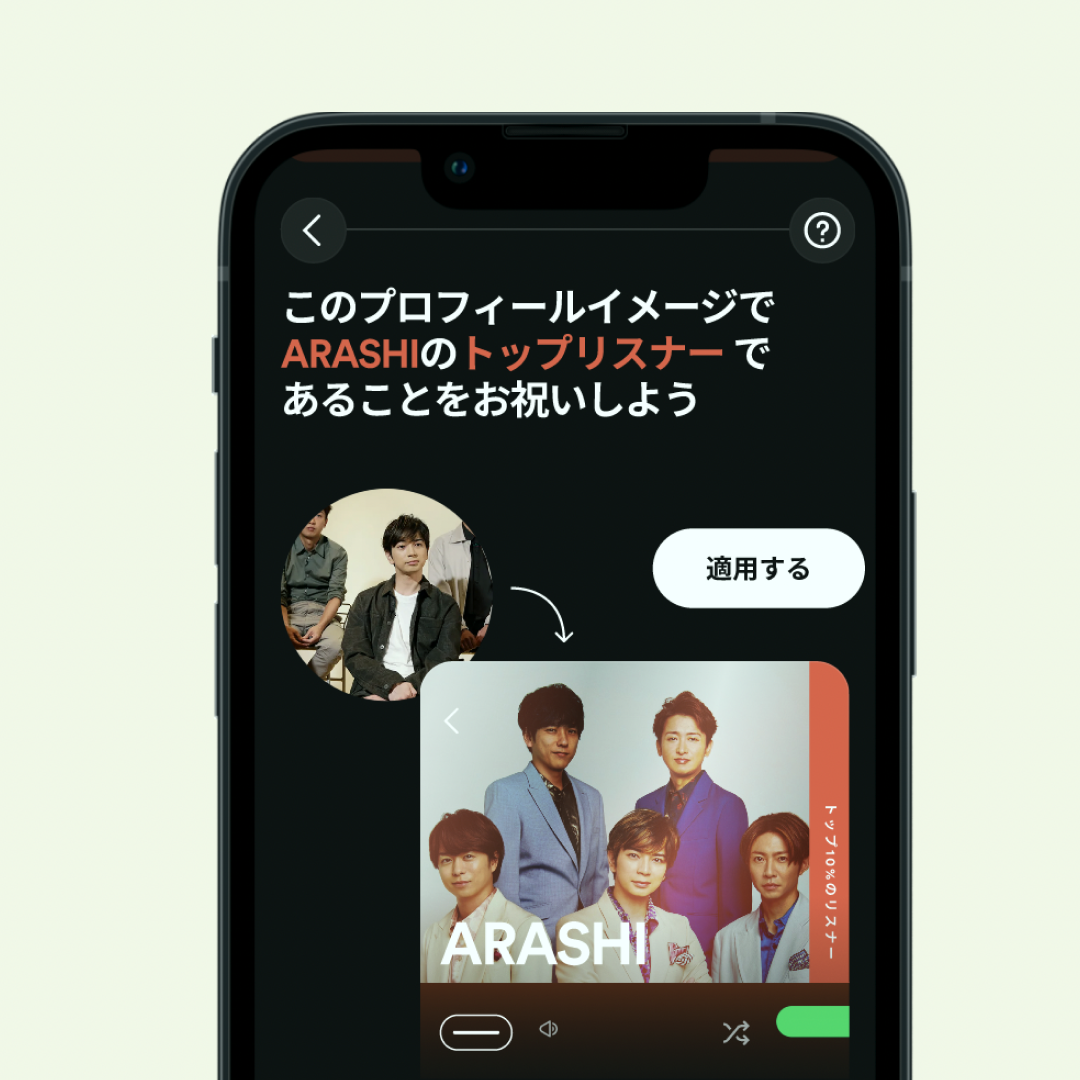 このプロフィールイメージで
ARASHIのトップリスナー で
あることをお祝いしよう
適用する
トップ10%のリスナー
ARASHI